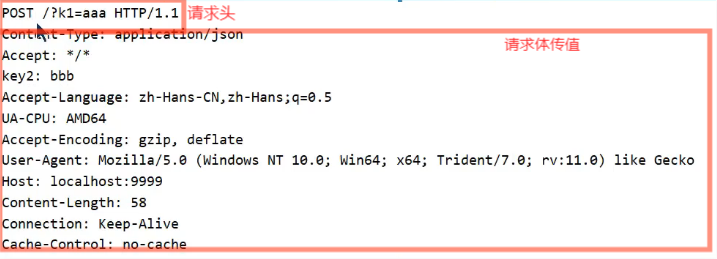 POST /?k1=aaa HTTP/1.1 请求头
Content-Type: application/json
请求体传值
Accept: */*
key2: bbb
Accept-Language: zh-Hans-CN,zh-Hans;q=0.5
UA-CPU: AMD64
Accept-Encoding: gzip, deflate
User-Agent: Mozilla/5.0 (Windows NT 10.0; Win64; x64; Trident/7.0; rv:11.0) like Gecko
Host: localhost:9999
Content-Length: 58
Connection: Keep-Alive
Cache-Control: no-cache